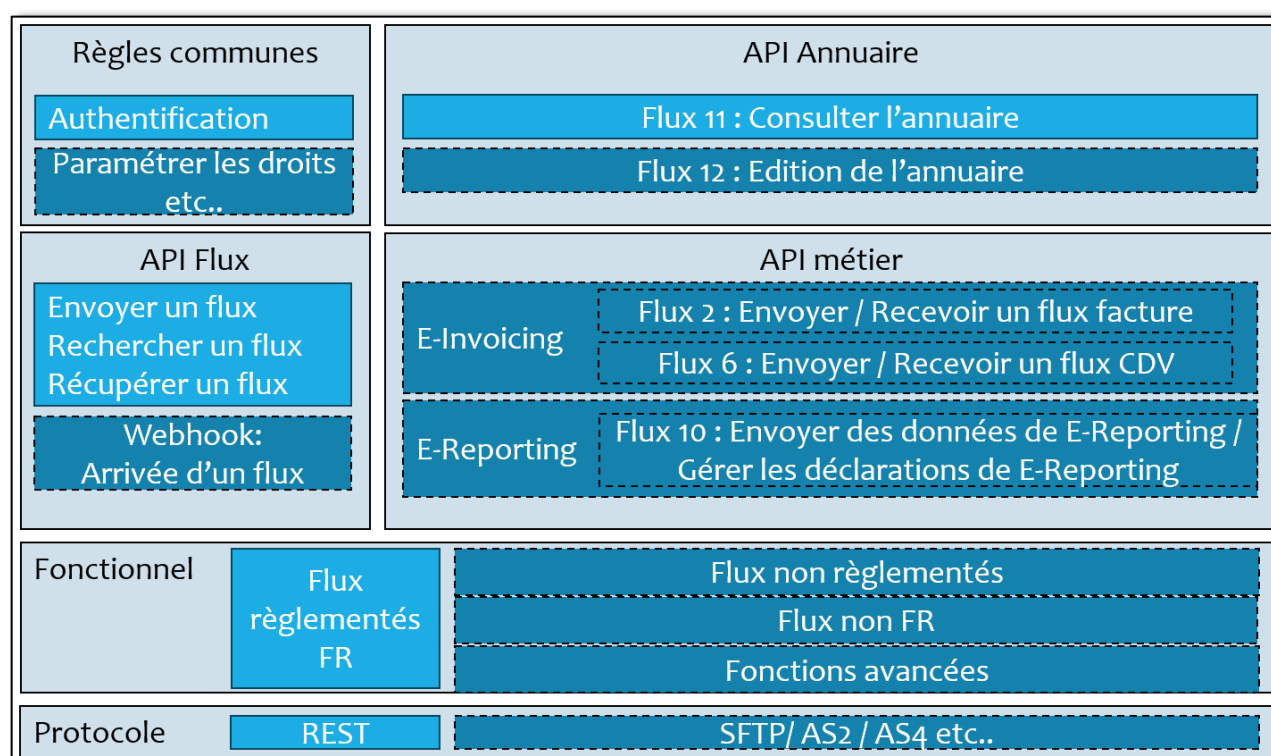 Règles communes
Authentification
Paramétrer les droits
etc..
API Annuaire
Flux 11 : Consulter l’annuaire
Flux 12 : Edition de l’annuaire
API Flux
Envoyer un flux
Rechercher un flux
Récupérer un flux
Webhook:
Arrivée d’un flux
API métier
E-Invoicing
Flux 2 : Envoyer / Recevoir un flux facture
Flux 6 : Envoyer / Recevoir un flux CDV
E-Reporting
Flux 10 : Envoyer des données de E-Reporting /
Gérer les déclarations de E-Reporting
Fonctionnel
Flux
règlementés
FR
Flux non règlementés
Flux non FR
Fonctions avancées
Protocole
REST
SFTP/ AS2 / AS4 etc..